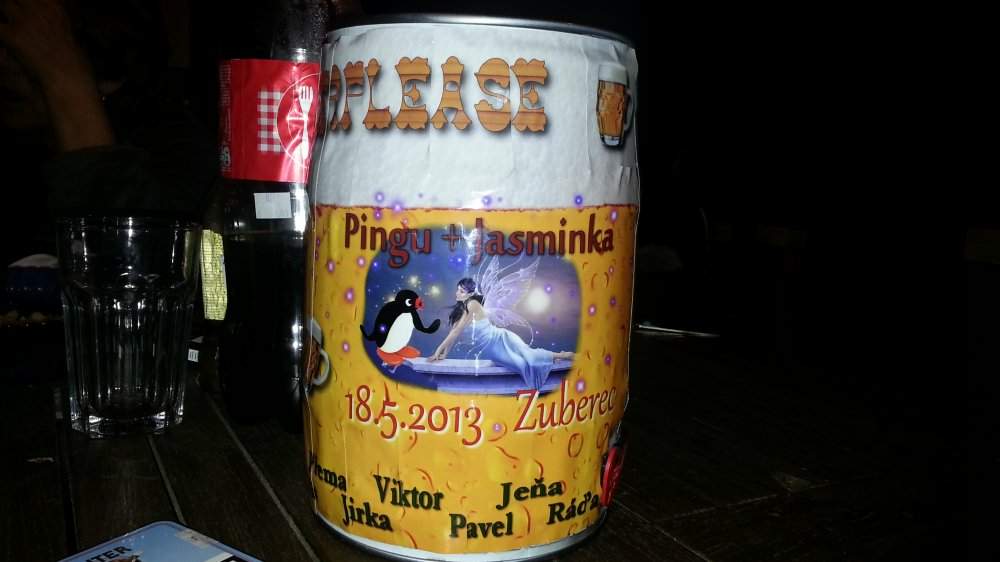 PLEASE
Pingu + Jasminka
18.5.2013 Zuberec
Viktor Jeňa
Jirka Pavel Ráďa